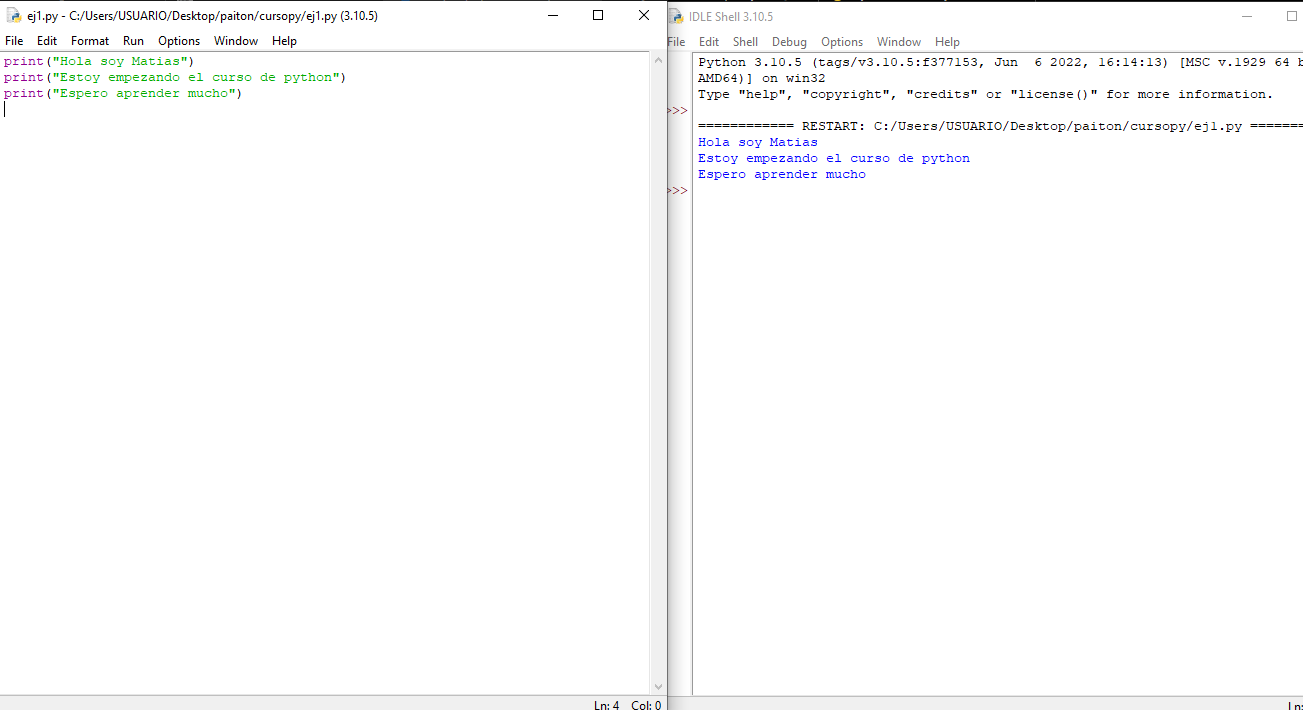 ej1.py - C:/Users/USUARIO/Desktop/paiton/cursopy/ej1.py (3.10.5)
File Edit Format Run Options Window Help
print("Hola soy Matias")
print("Estoy empezando el curso de python")
print("Espero aprender mucho")
Ln: 4 Col: 0
IDLE Shell 3.10.5
File Edit Shell Debug Options Window Help
Python 3.10.5 (tags/v3.10.5:f377153, Jun  6 2022, 16:14:13) [MSC v.1929 64 b
AMD64)] on win32
Type "help", "copyright", "credits" or "license()" for more information.
>>>
============ RESTART: C:/Users/USUARIO/Desktop/paiton/cursopy/ej1.py =======
Hola soy Matias
Estoy empezando el curso de python
Espero aprender mucho
>>>
Ln: